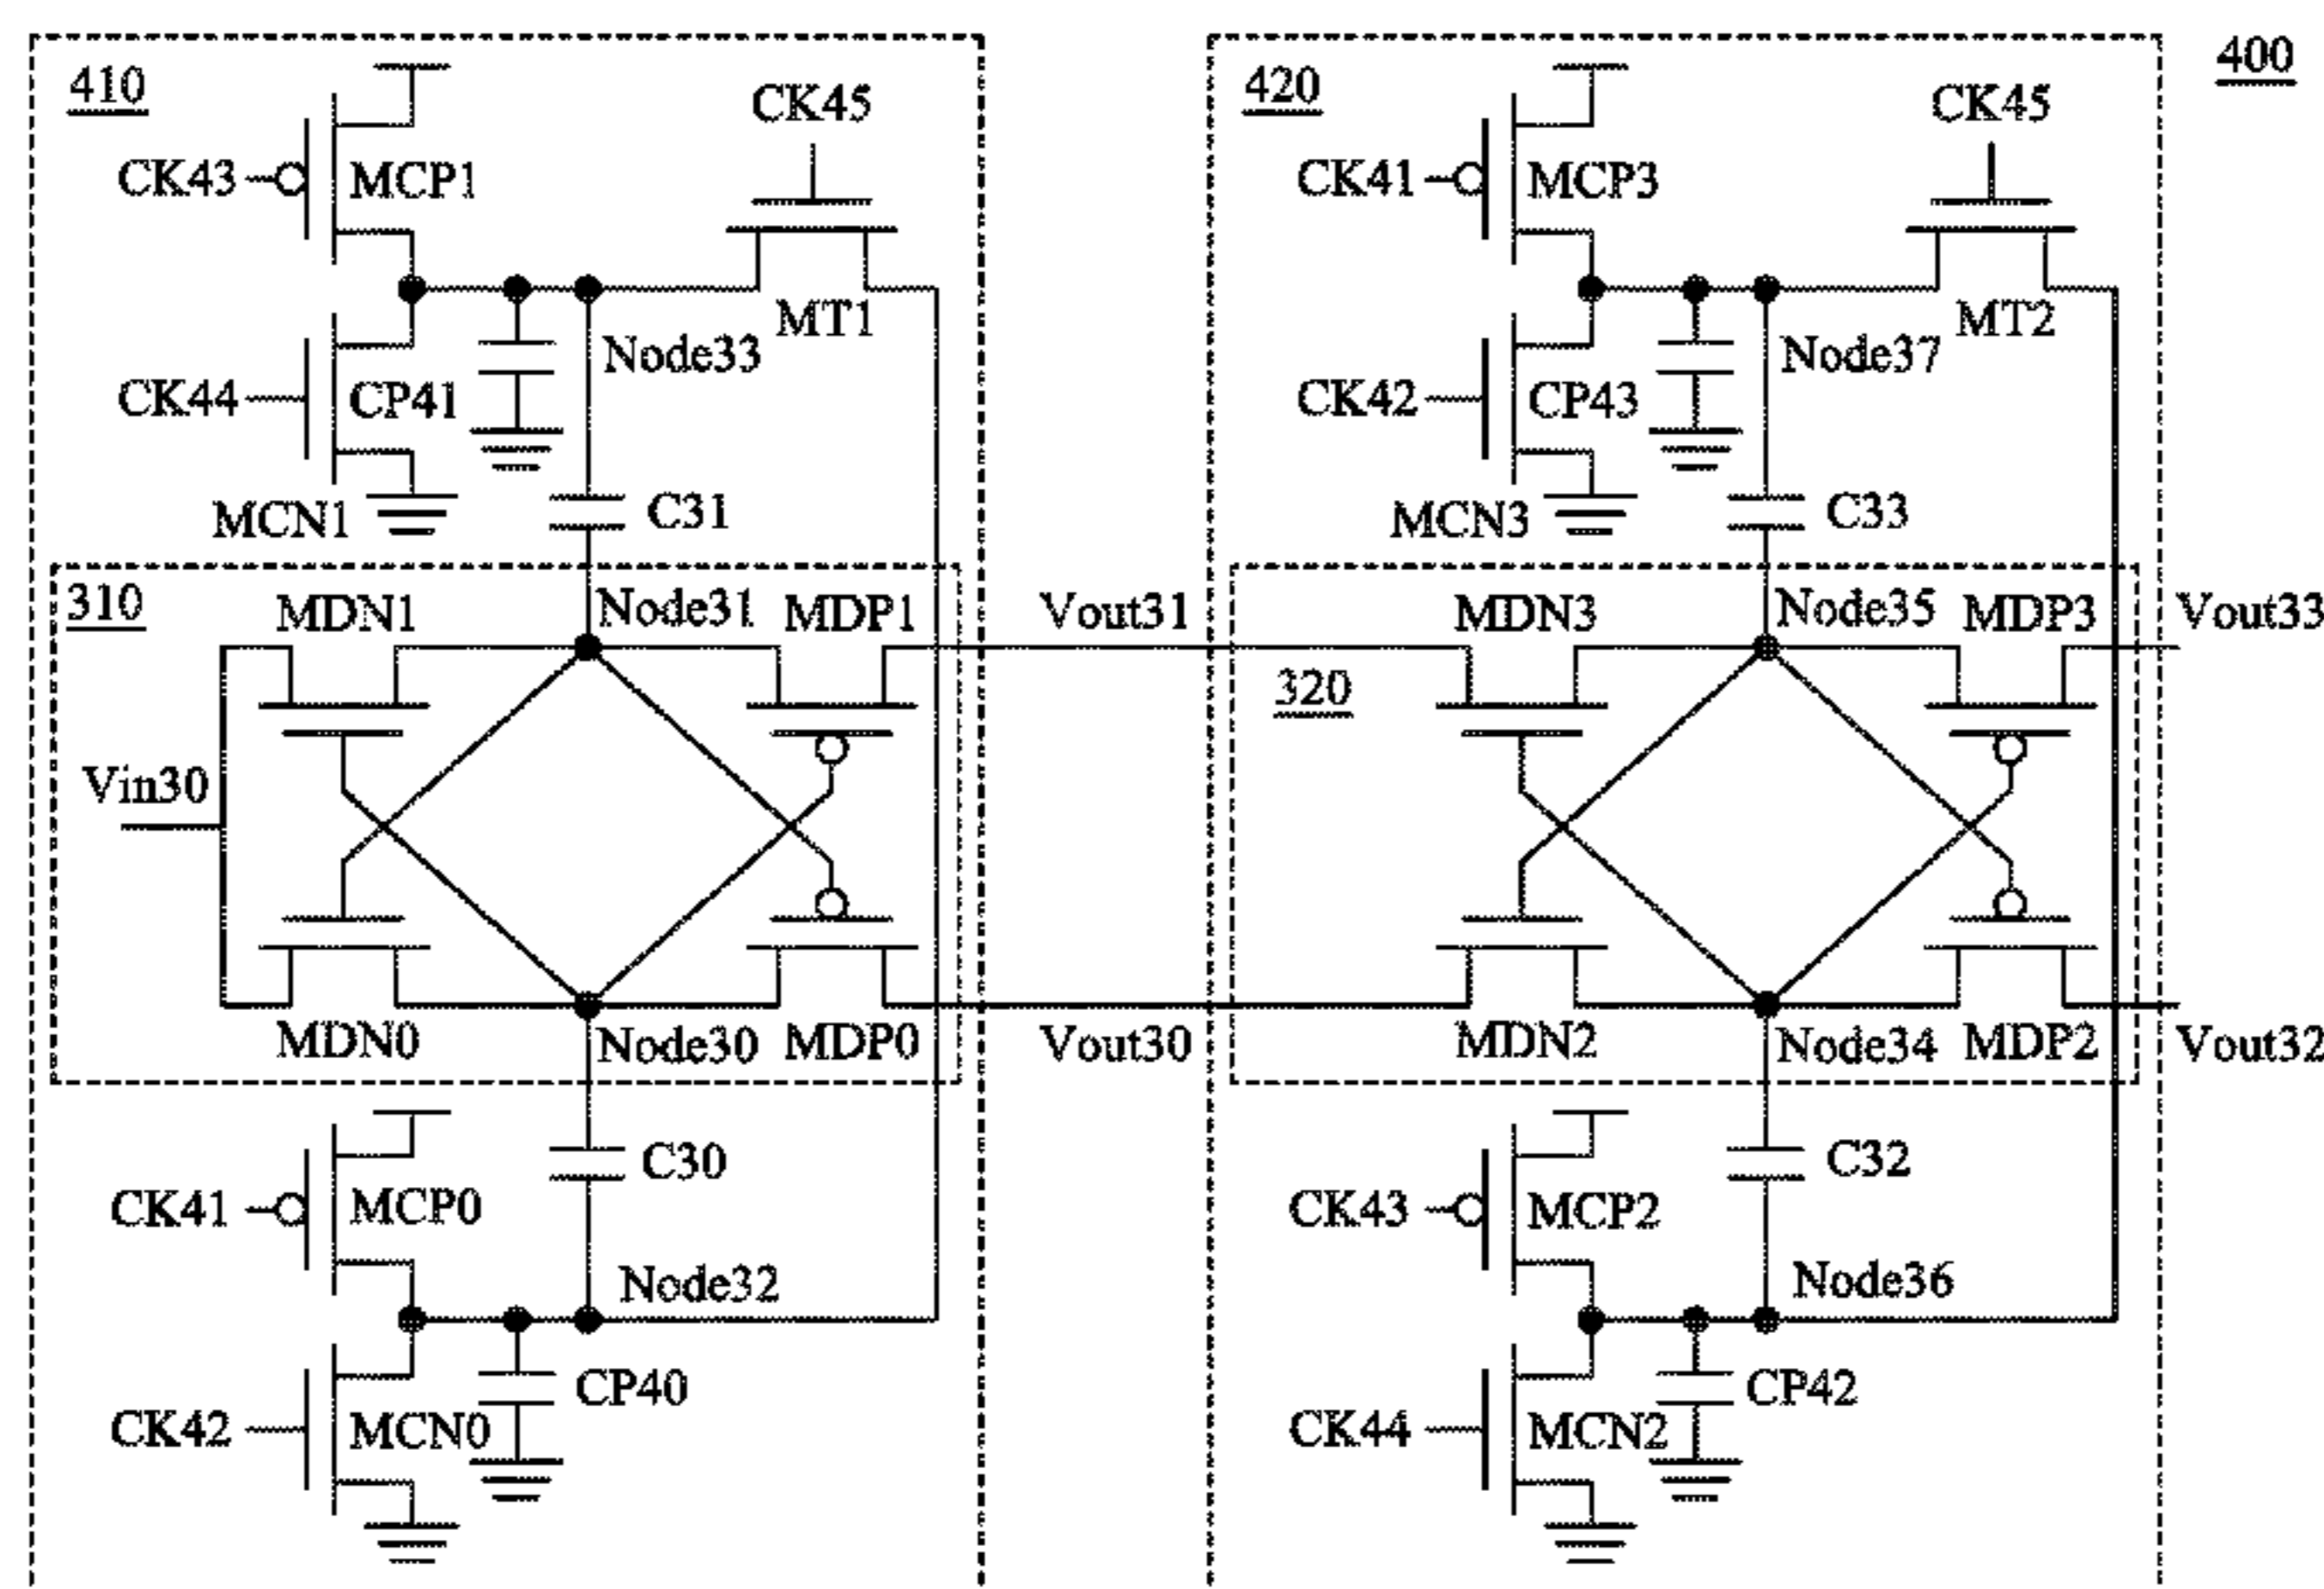 410
420
400
CK45
CK45
CK43
MCP1
CK41
MCP3
MT1
MT2
Node33
Node37
CK44
CP41
CK42
CP43
MCN1
C31
MCN3
C33
310
MDN1
Node31
MDP1
Vout31
MDN3
Node35
MDP3
Vout33
320
Vin30
MDN0
Node30
MDP0
Vout30
MDN2
Node34
MDP2
Vout32
C30
C32
CK41
MCP0
CK43
MCP2
Node32
Node36
CP40
CP42
CK42
MCN0
CK44
MCN2